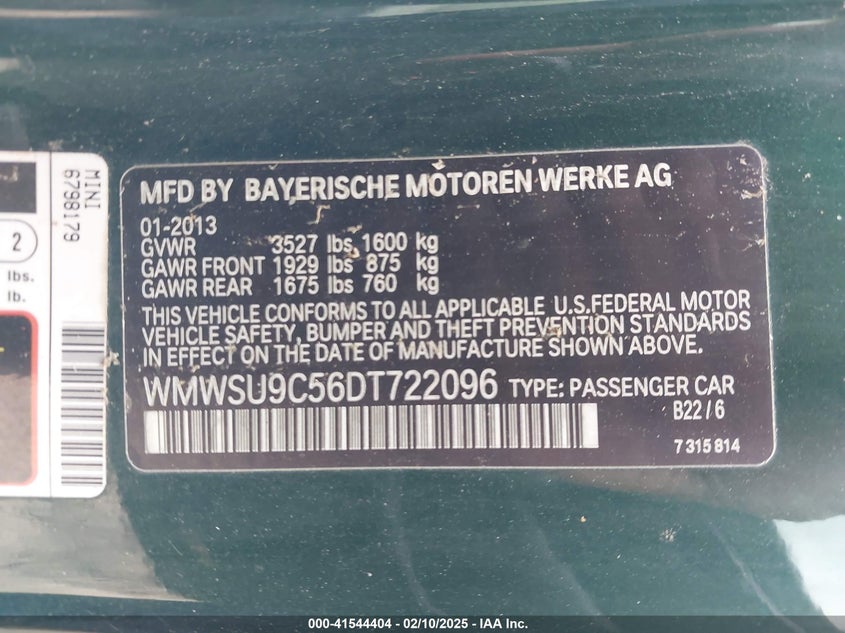 MINI
6798179
2
lbs.
lb.
MFD BY BAYERISCHE MOTOREN WERKE AG
01-2013
GVWR 3527 lbs 1600 kg
GAWR FRONT 1929 lbs 875 kg
GAWR REAR 1675 lbs 760 kg
THIS VEHICLE CONFORMS TO ALL APPLICABLE U.S.FEDERAL MOTOR
VEHICLE SAFETY, BUMPER AND THEFT PREVENTION STANDARDS
IN EFFECT ON THE DATE OF MANUFACTURE SHOWN ABOVE.
WMWSU9C56DT722096 TYPE: PASSENGER CAR
B22/6
7 315 814
000-41544404 - 02/10/2025 - IAA Inc.